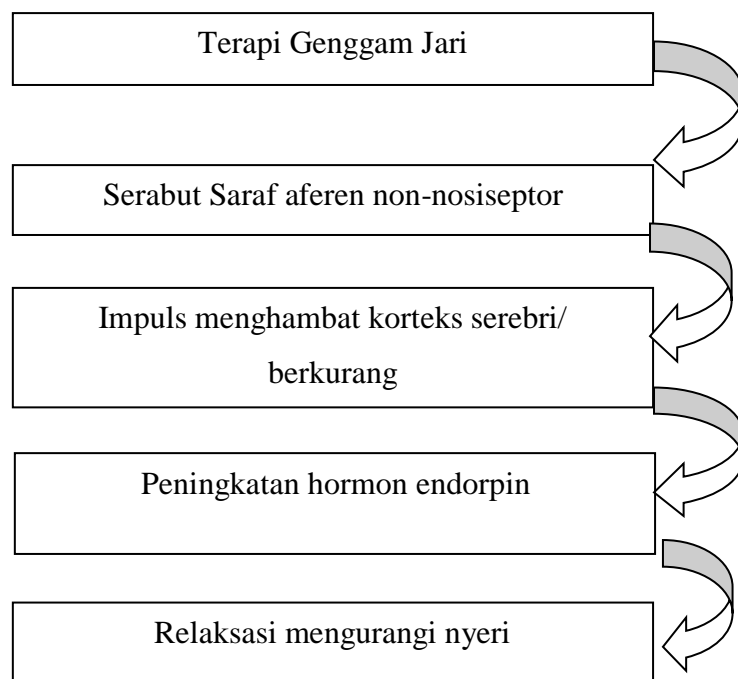 Terapi Genggam Jari
Serabut Saraf aferen non-nosiseptor
Impuls menghambat korteks serebri/
berkurang
Peningkatan hormon endorpin
Relaksasi mengurangi nyeri